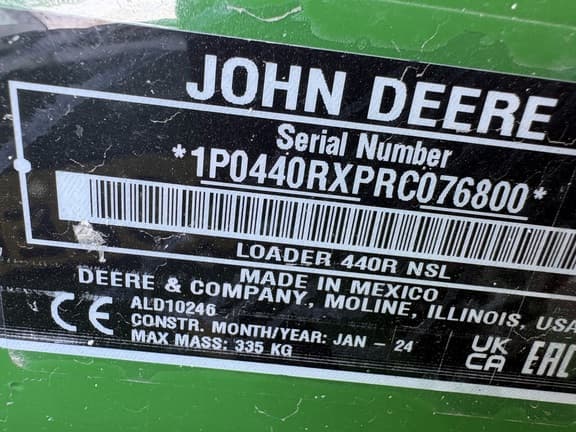 JOHN DEERE
Serial Number
*1P0440RXPRC076800*
LOADER 440R NSL
MADE IN MEXICO
DEERE & COMPANY, MOLINE, ILLINOIS, USA
CE ALD10246
CONSTR. MONTH/YEAR: JAN - 24
MAX MASS: 335 KG
UK
CA
EAC